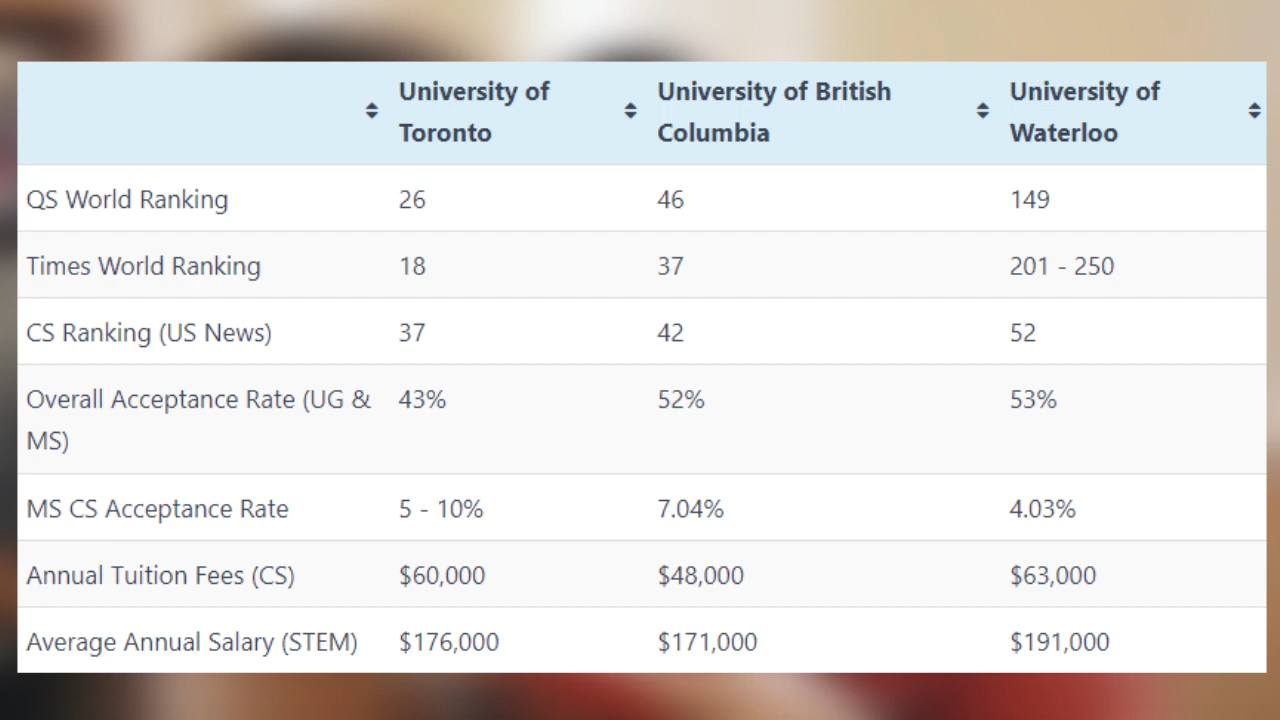 University of Toronto
University of British Columbia
University of Waterloo
QS World Ranking 26 46 149
Times World Ranking 18 37 201 - 250
CS Ranking (US News) 37 42 52
Overall Acceptance Rate (UG & MS) 43% 52% 53%
MS CS Acceptance Rate 5 - 10% 7.04% 4.03%
Annual Tuition Fees (CS) $60,000 $48,000 $63,000
Average Annual Salary (STEM) $176,000 $171,000 $191,000